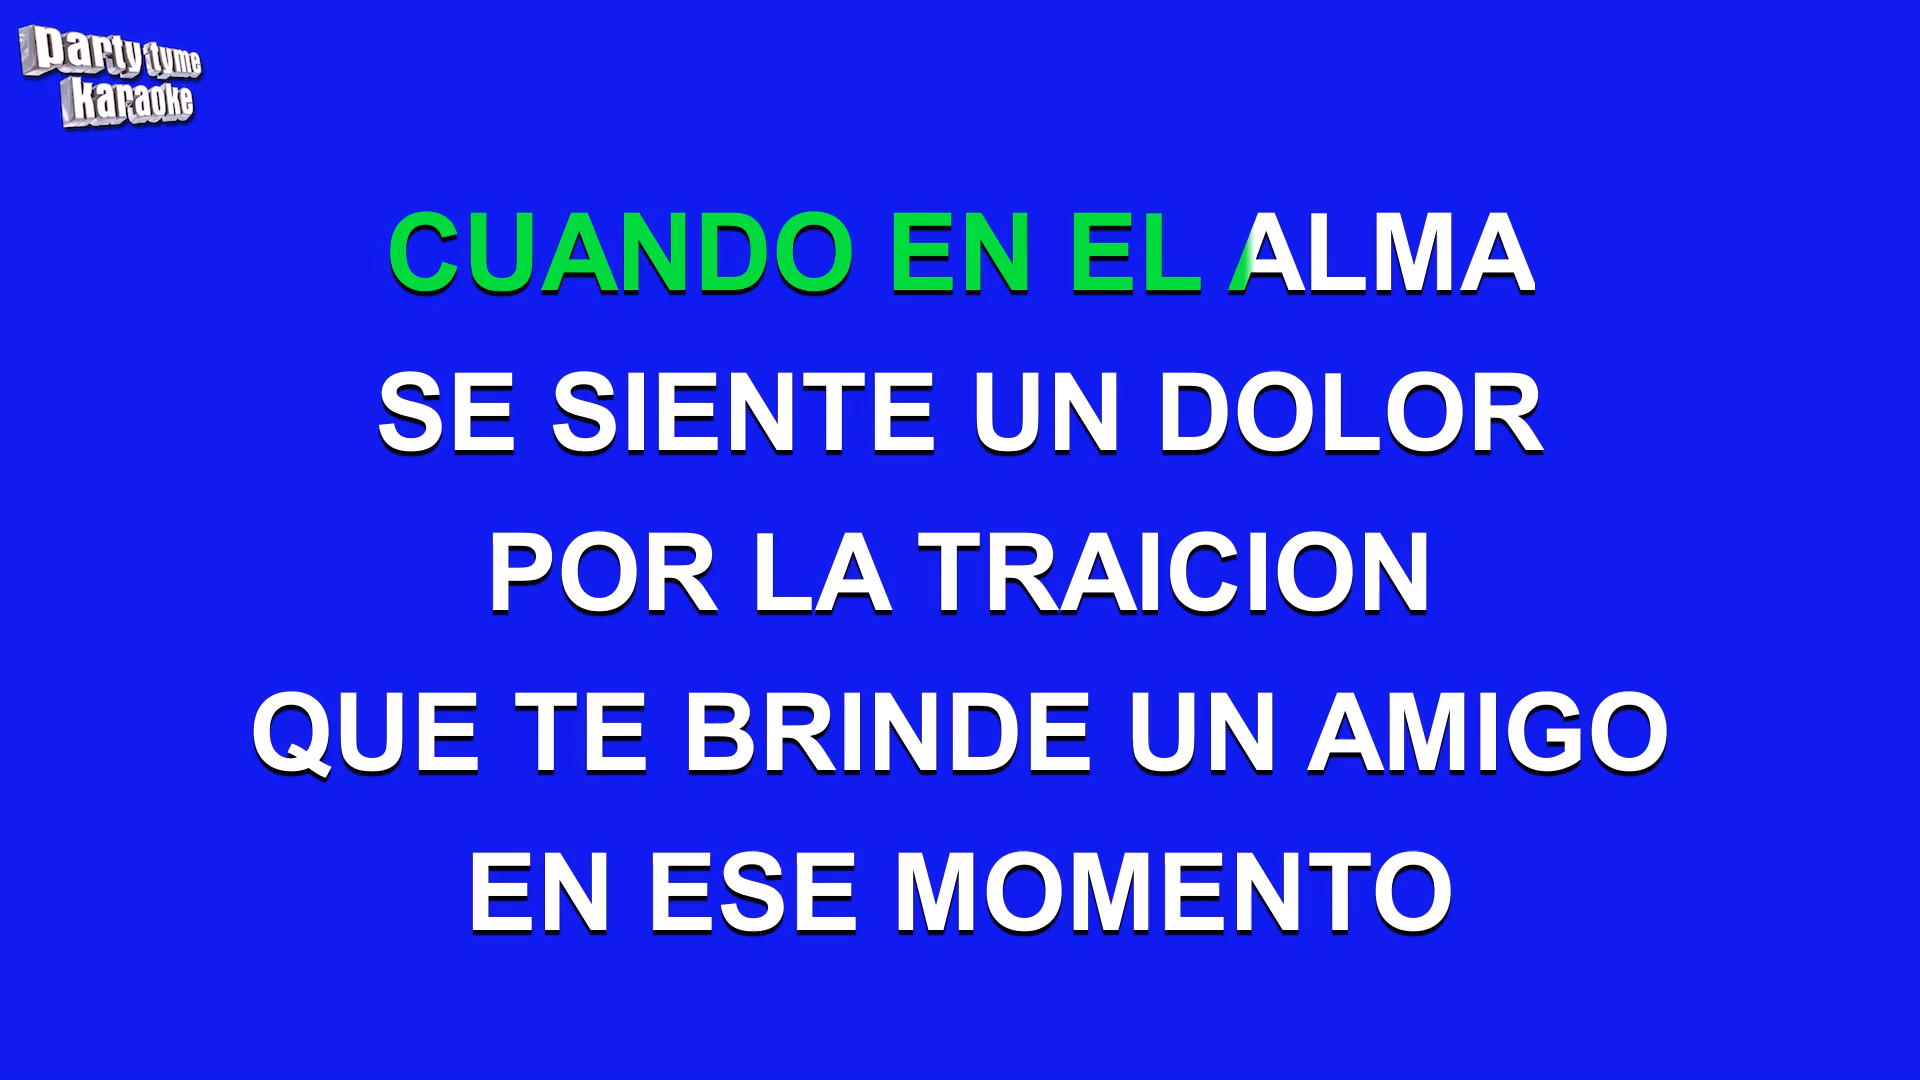 party tyme
karaoke
CUANDO EN EL ALMA
SE SIENTE UN DOLOR
POR LA TRAICION
QUE TE BRINDE UN AMIGO
EN ESE MOMENTO